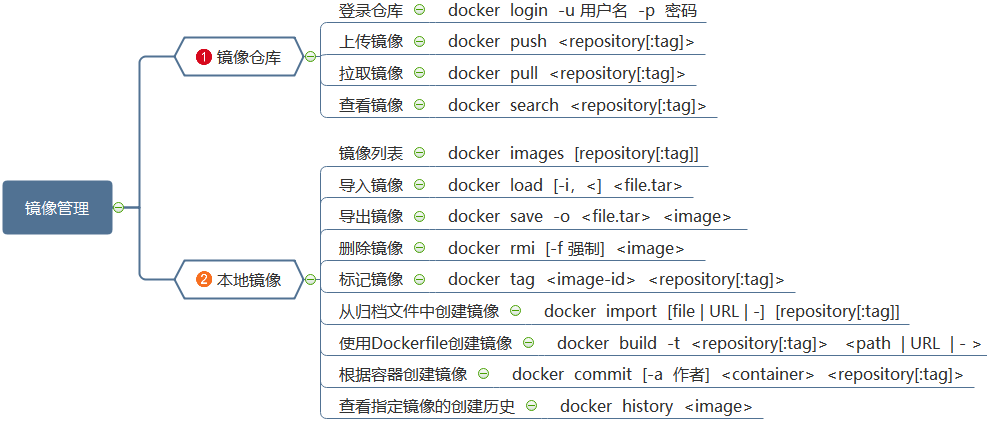 镜像管理
1 镜像仓库
登录仓库 docker login -u 用户名 -p 密码
上传镜像 docker push <repository[:tag]>
拉取镜像 docker pull <repository[:tag]>
查看镜像 docker search <repository[:tag]>
2 本地镜像
镜像列表 docker images [repository[:tag]]
导入镜像 docker load [-i, <] <file.tar>
导出镜像 docker save -o <file.tar> <image>
删除镜像 docker rmi [-f 强制] <image>
标记镜像 docker tag <image-id> <repository[:tag]>
从归档文件中创建镜像 docker import [file | URL | -] [repository[:tag]]
使用Dockerfile创建镜像 docker build -t <repository[:tag]> <path | URL | - >
根据容器创建镜像 docker commit [-a 作者] <container> <repository[:tag]>
查看指定镜像的创建历史 docker history <image>